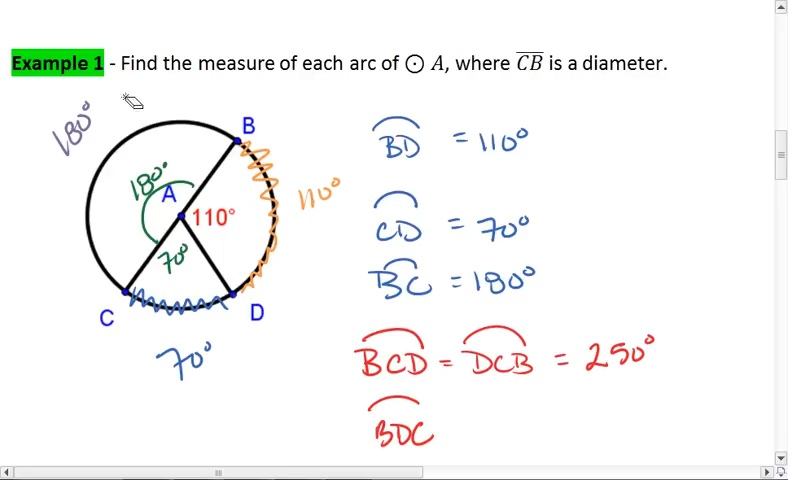 Example 1 - Find the measure of each arc of ⊙ A, where C̅B̅ is a diameter.
180°
B
BD = 110°
180°
A
110°
110°
CD = 70°
70°
BC = 180°
C
D
70°
BCD = DCB = 250°
BDC